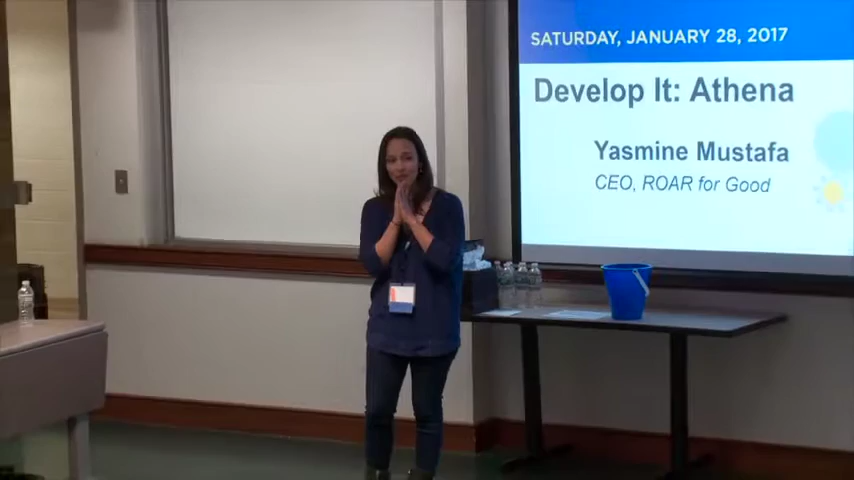 SATURDAY, JANUARY 28, 2017
Develop It: Athena
Yasmine Mustafa
CEO, ROAR for Good